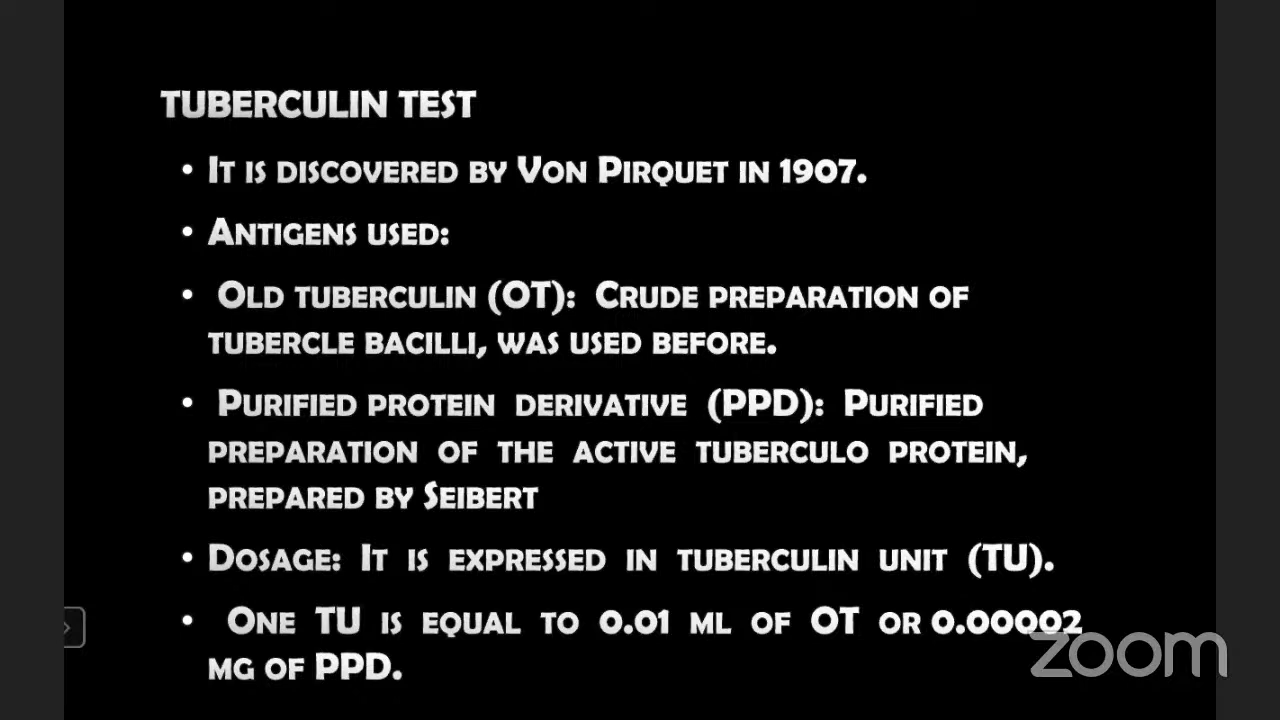 TUBERCULIN TEST
• IT IS DISCOVERED BY VON PIRQUET IN 1907.
• ANTIGENS USED:
• OLD TUBERCULIN (OT): CRUDE PREPARATION OF
TUBERCLE BACILLI, WAS USED BEFORE.
• PURIFIED PROTEIN DERIVATIVE (PPD): PURIFIED
PREPARATION OF THE ACTIVE TUBERCULO PROTEIN,
PREPARED BY SEIBERT
• DOSAGE: IT IS EXPRESSED IN TUBERCULIN UNIT (TU).
• ONE TU IS EQUAL TO 0.01 ML OF OT OR 0.00002
MG OF PPD.
zoom